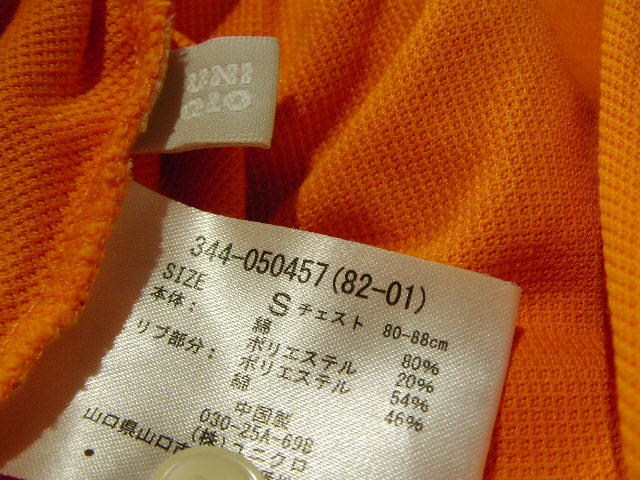 UNI
QLO
344-050457(82-01)
SIZE S チェスト 80-88cm
本体: 綿 80%
ポリエステル 20%
リブ部分: ポリエステル 54%
綿 46%
中国製
030-25A-69B
(株)ユニクロ
山口県山口市